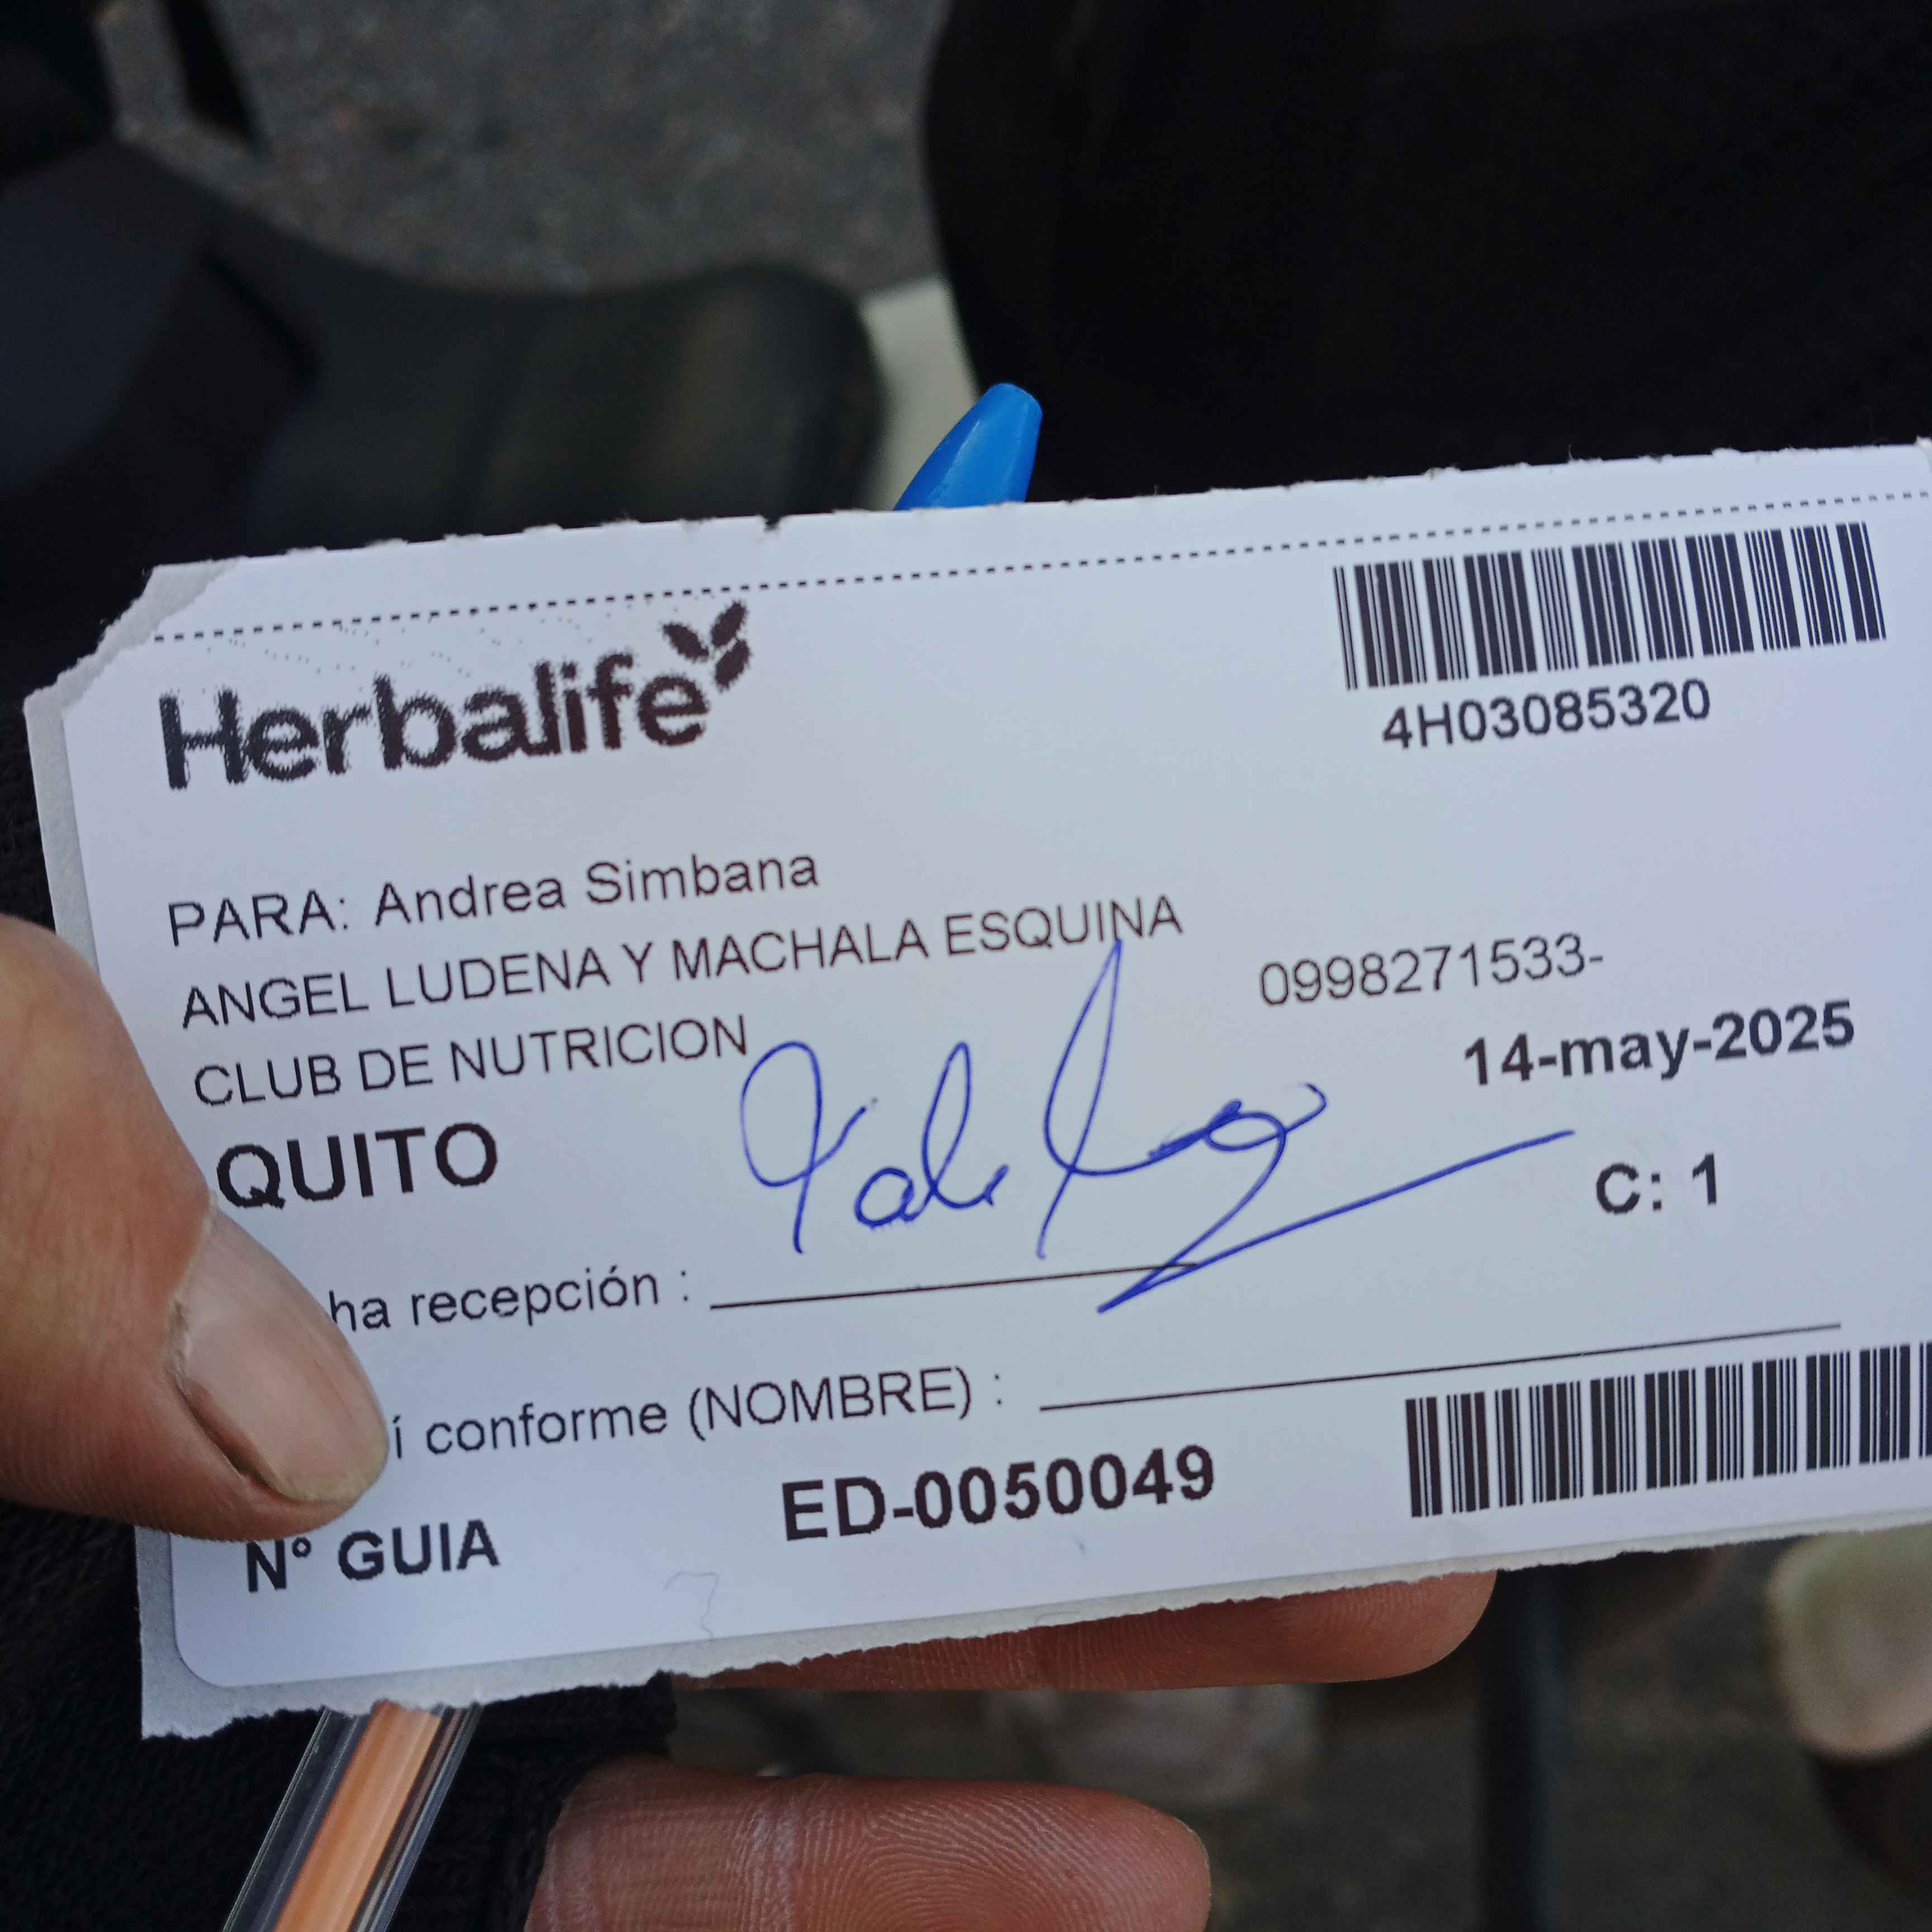 Herbalife
4H03085320
PARA: Andrea Simbana
ANGEL LUDENA Y MACHALA ESQUINA
0998271533-
CLUB DE NUTRICION
14-may-2025
QUITO
C: 1
ha recepción :
í conforme (NOMBRE) :
N° GUIA
ED-0050049